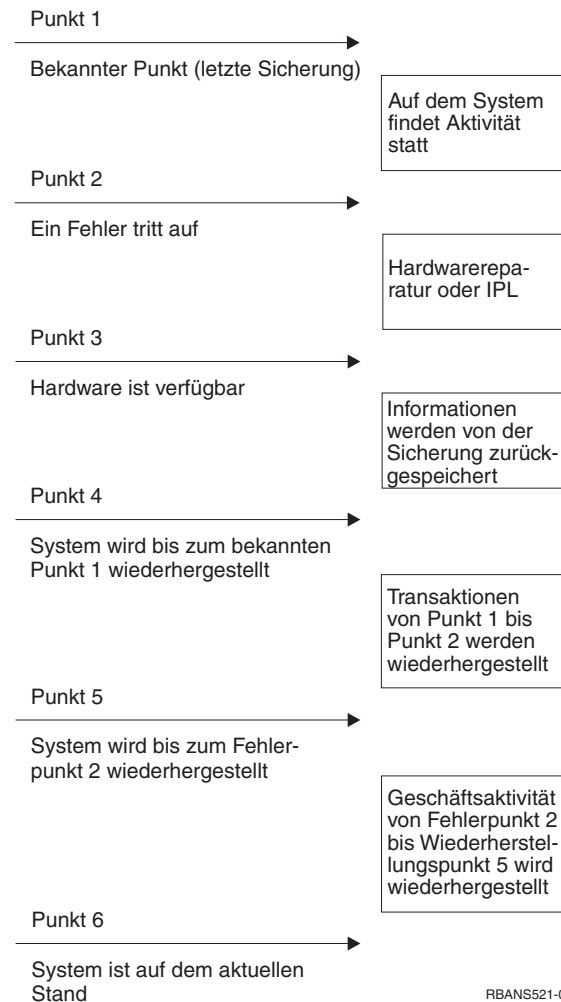 Punkt 1
Bekannter Punkt (letzte Sicherung)
Auf dem System
findet Aktivität
statt
Punkt 2
Ein Fehler tritt auf
Hardwarerepa-
ratur oder IPL
Punkt 3
Hardware ist verfügbar
Informationen
werden von der
Sicherung zurück-
gespeichert
Punkt 4
System wird bis zum bekannten
Punkt 1 wiederhergestellt
Transaktionen
von Punkt 1 bis
Punkt 2 werden
wiederhergestellt
Punkt 5
System wird bis zum Fehler-
punkt 2 wiederhergestellt
Geschäftsaktivität
von Fehlerpunkt 2
bis Wiederherstel-
lungspunkt 5 wird
wiederhergestellt
Punkt 6
System ist auf dem aktuellen
Stand
RBANS521-0